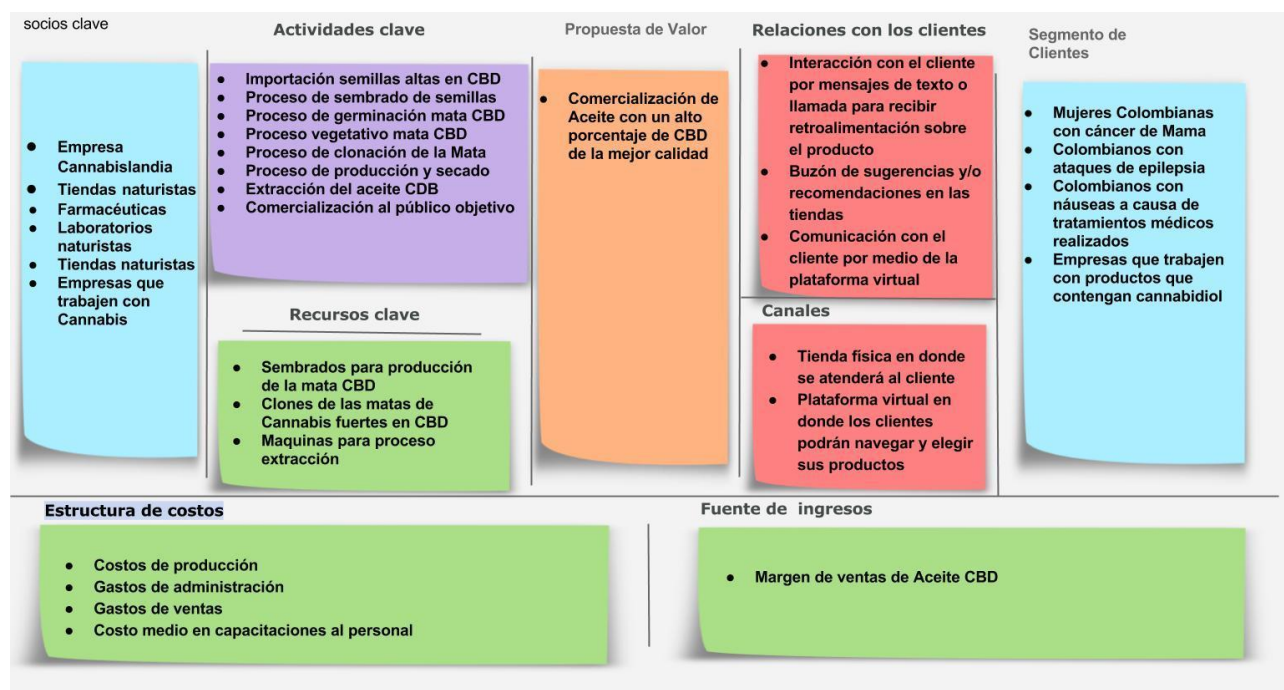 socios clave
● Empresa
Cannabislandia
● Tiendas naturistas
● Farmacéuticas
● Laboratorios
naturistas
● Tiendas naturistas
● Empresas que
trabajen con
Cannabis
Actividades clave
● Importación semillas altas en CBD
● Proceso de sembrado de semillas
● Proceso de germinación mata CBD
● Proceso vegetativo mata CBD
● Proceso de clonación de la Mata
● Proceso de producción y secado
● Extracción del aceite CDB
● Comercialización al público objetivo
Recursos clave
● Sembrados para producción
de la mata CBD
● Clones de las matas de
Cannabis fuertes en CBD
● Maquinas para proceso
extracción
Propuesta de Valor
● Comercialización de
Aceite con un alto
porcentaje de CBD
de la mejor calidad
Relaciones con los clientes
● Interacción con el cliente
por mensajes de texto o
llamada para recibir
retroalimentación sobre
el producto
● Buzón de sugerencias y/o
recomendaciones en las
tiendas
● Comunicación con el
cliente por medio de la
plataforma virtual
Canales
● Tienda física en donde
se atenderá al cliente
● Plataforma virtual en
donde los clientes
podrán navegar y elegir
sus productos
Segmento de
Clientes
● Mujeres Colombianas
con cáncer de Mama
● Colombianos con
ataques de epilepsia
● Colombianos con
náuseas a causa de
tratamientos médicos
realizados
● Empresas que trabajen
con productos que
contengan cannabidiol
Estructura de costos
● Costos de producción
● Gastos de administración
● Gastos de ventas
● Costo medio en capacitaciones al personal
Fuente de ingresos
● Margen de ventas de Aceite CBD